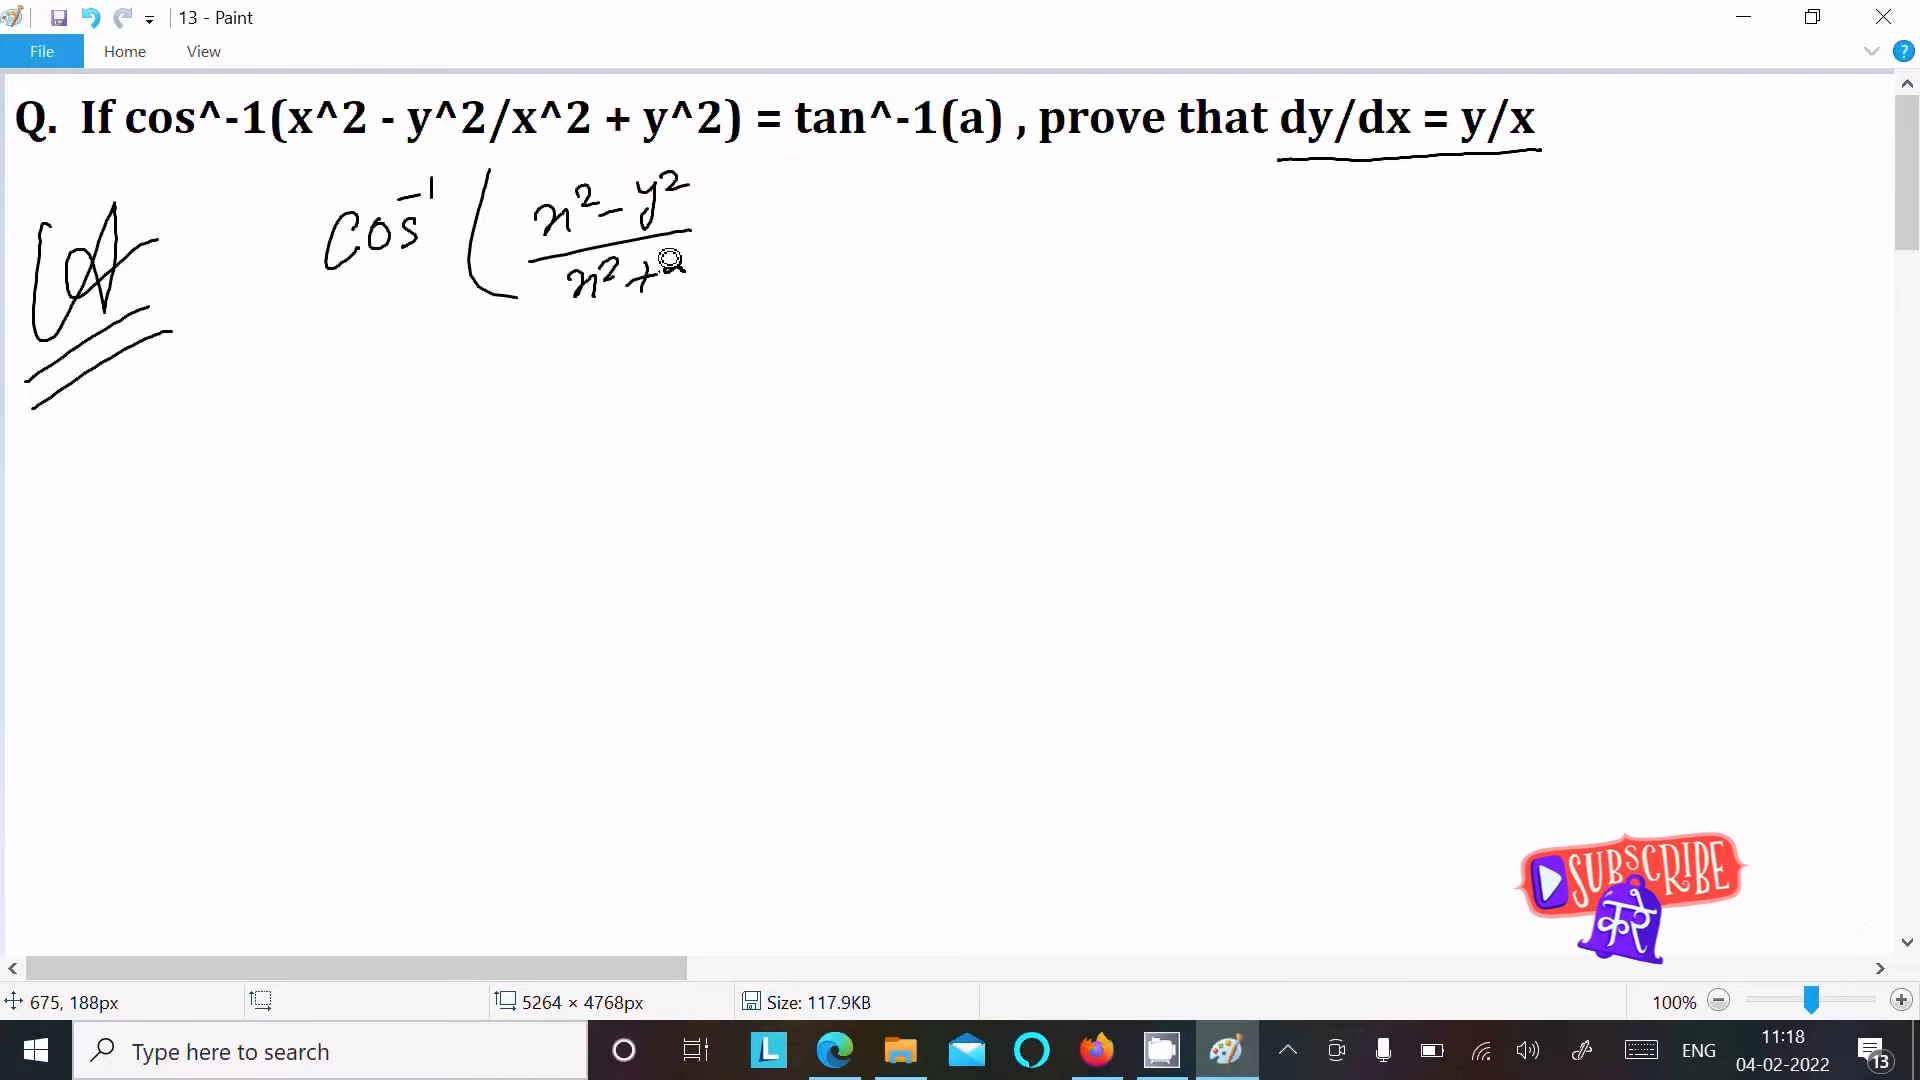 13 - Paint
File Home View
Q. If cos^-1(x^2 - y^2/x^2 + y^2) = tan^-1(a) , prove that dy/dx = y/x
cos⁻¹ ( x² - y²
x² +
SUBSCRIBE
करे
675, 188px 5264 × 4768px Size: 117.9KB 100%
Type here to search L ENG 11:18
04-02-2022 13